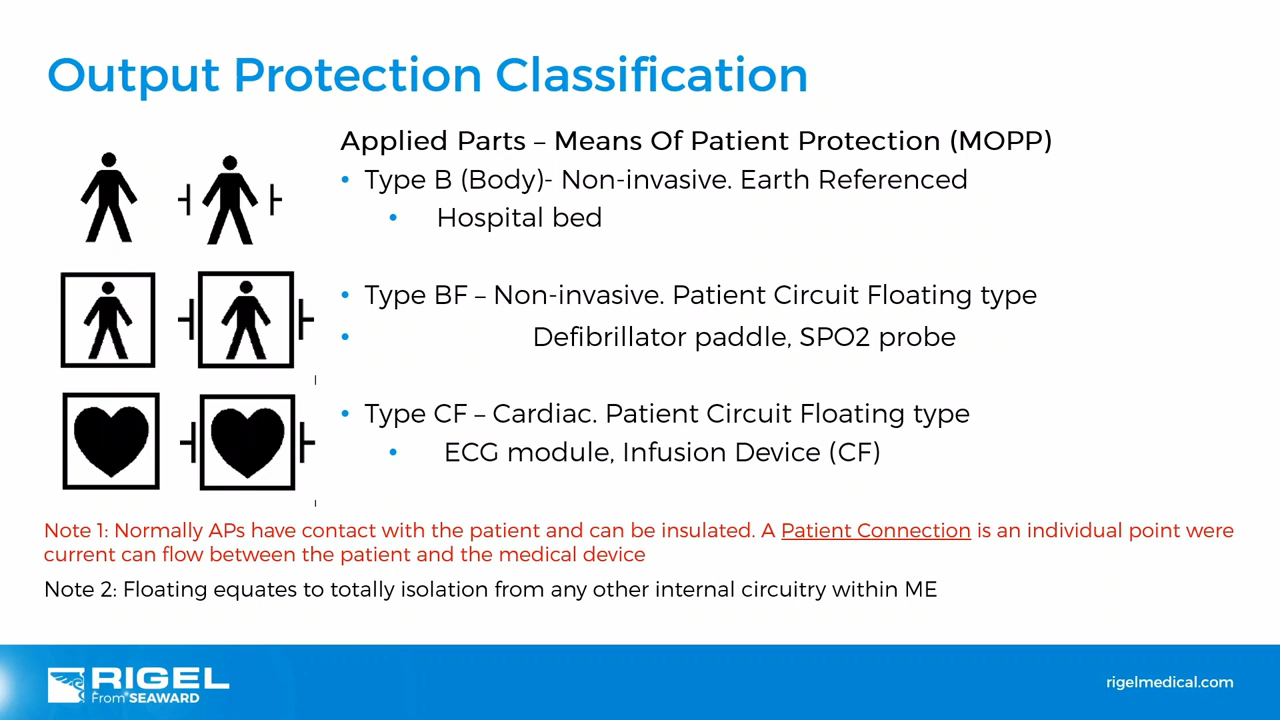 Output Protection Classification
Applied Parts – Means Of Patient Protection (MOPP)
• Type B (Body)- Non-invasive. Earth Referenced
• Hospital bed
• Type BF – Non-invasive. Patient Circuit Floating type
• Defibrillator paddle, SPO2 probe
• Type CF – Cardiac. Patient Circuit Floating type
• ECG module, Infusion Device (CF)
Note 1: Normally APs have contact with the patient and can be insulated. A Patient Connection is an individual point were
current can flow between the patient and the medical device
Note 2: Floating equates to totally isolation from any other internal circuitry within ME
RIGEL
From SEAWARD
rigelmedical.com